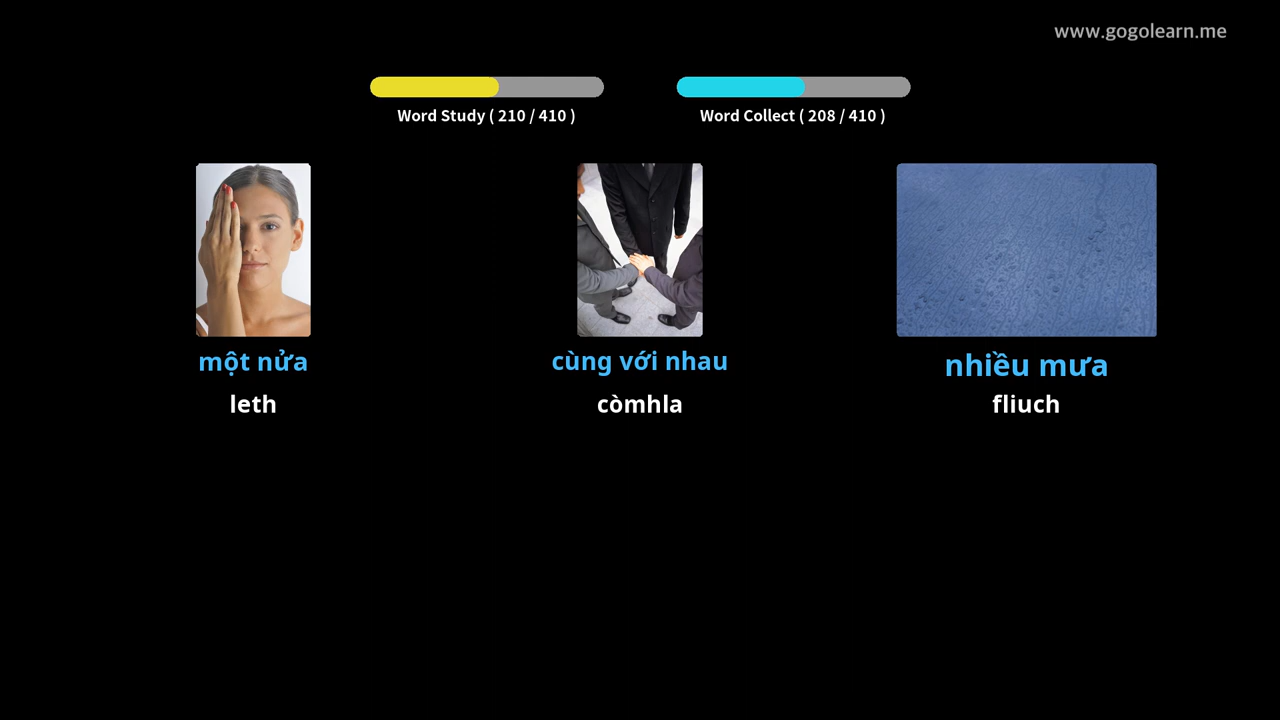 www.gogolearn.me
Word Study ( 210 / 410 )
Word Collect ( 208 / 410 )
một nửa
leth
cùng với nhau
còmhla
nhiều mưa
fliuch